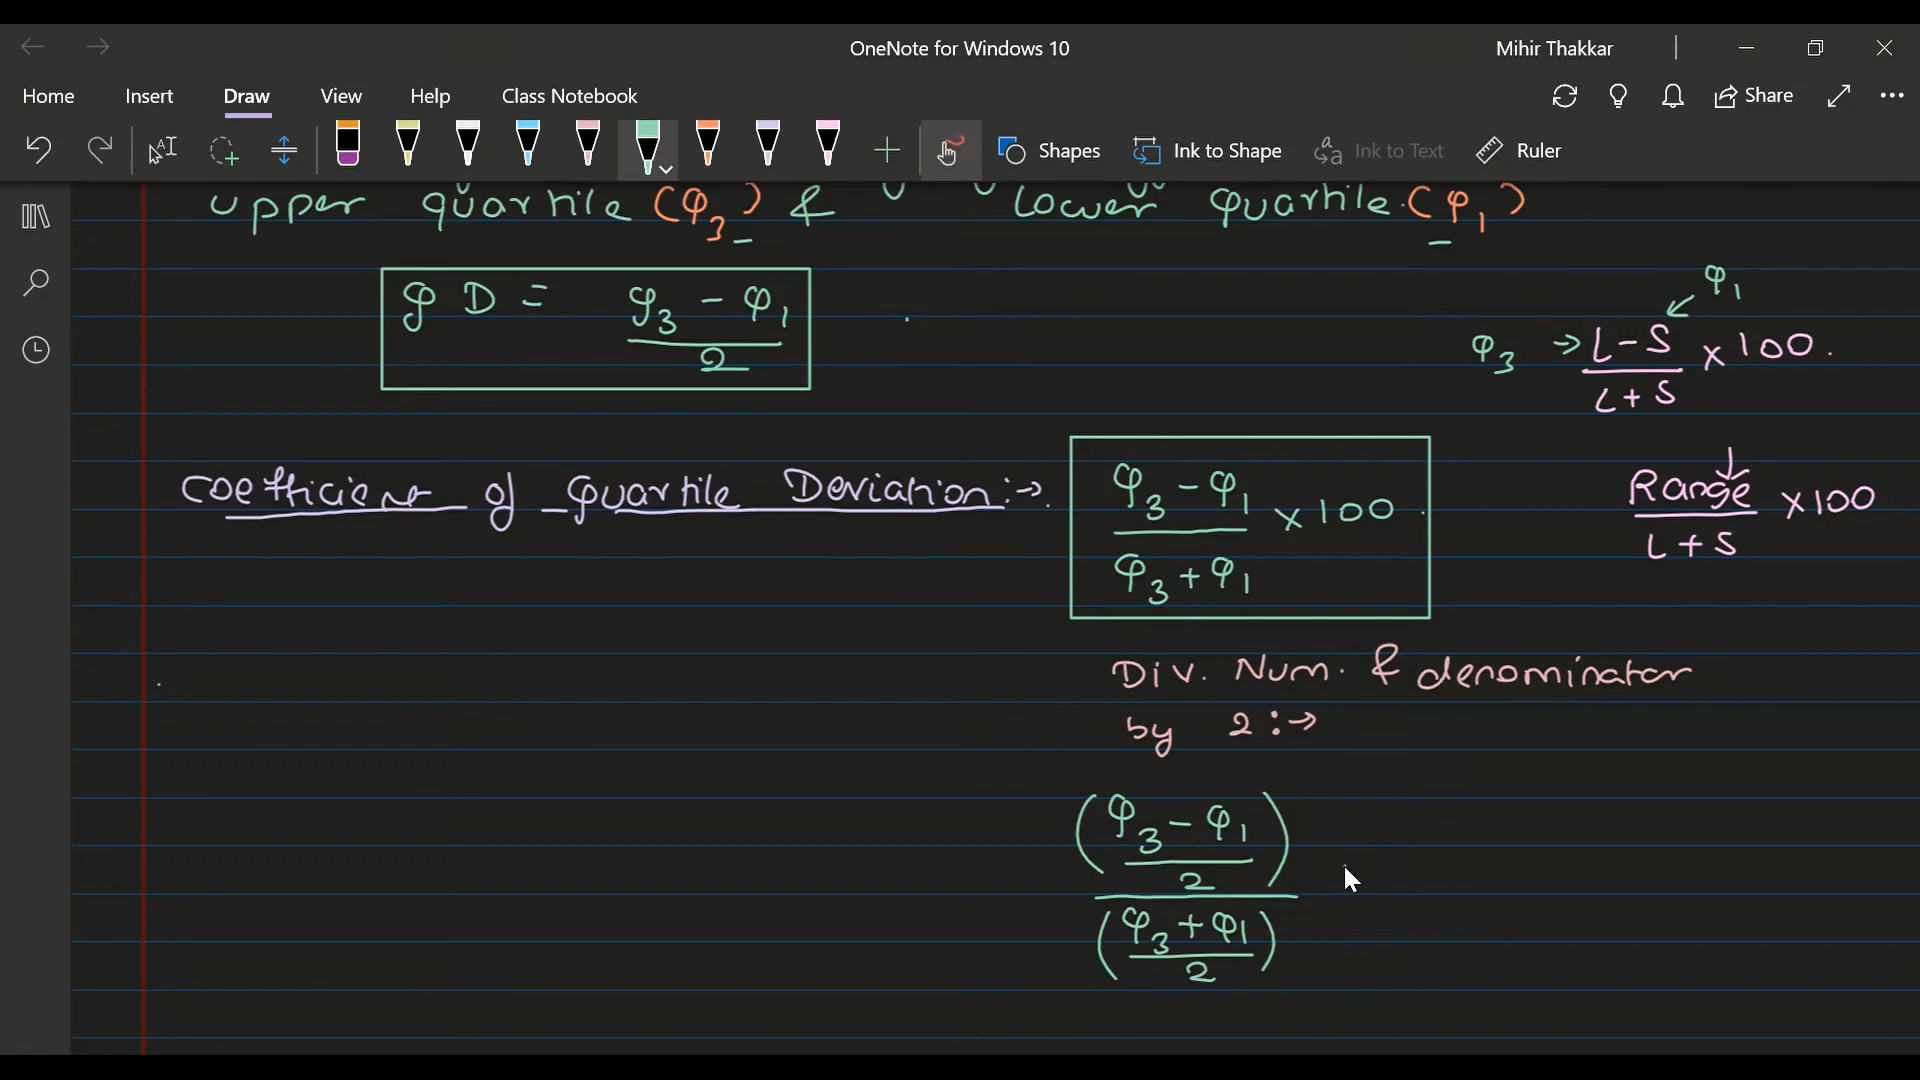 OneNote for Windows 10
Mihir Thakkar
Home Insert Draw View Help Class Notebook Share
Shapes Ink to Shape Ink to Text Ruler
upper quartile (Q3) & lower quartile. (Q1)
QD = Q3 - Q1
2
Q1
Q3 → L-S × 100.
L+S
Coefficient of Quartile Deviation :→
Q3 - Q1 × 100
Q3 + Q1
Range × 100
L + S
Div. Num. & denominator
by 2 :→
(Q3 - Q1
2)
(Q3 + Q1
2)